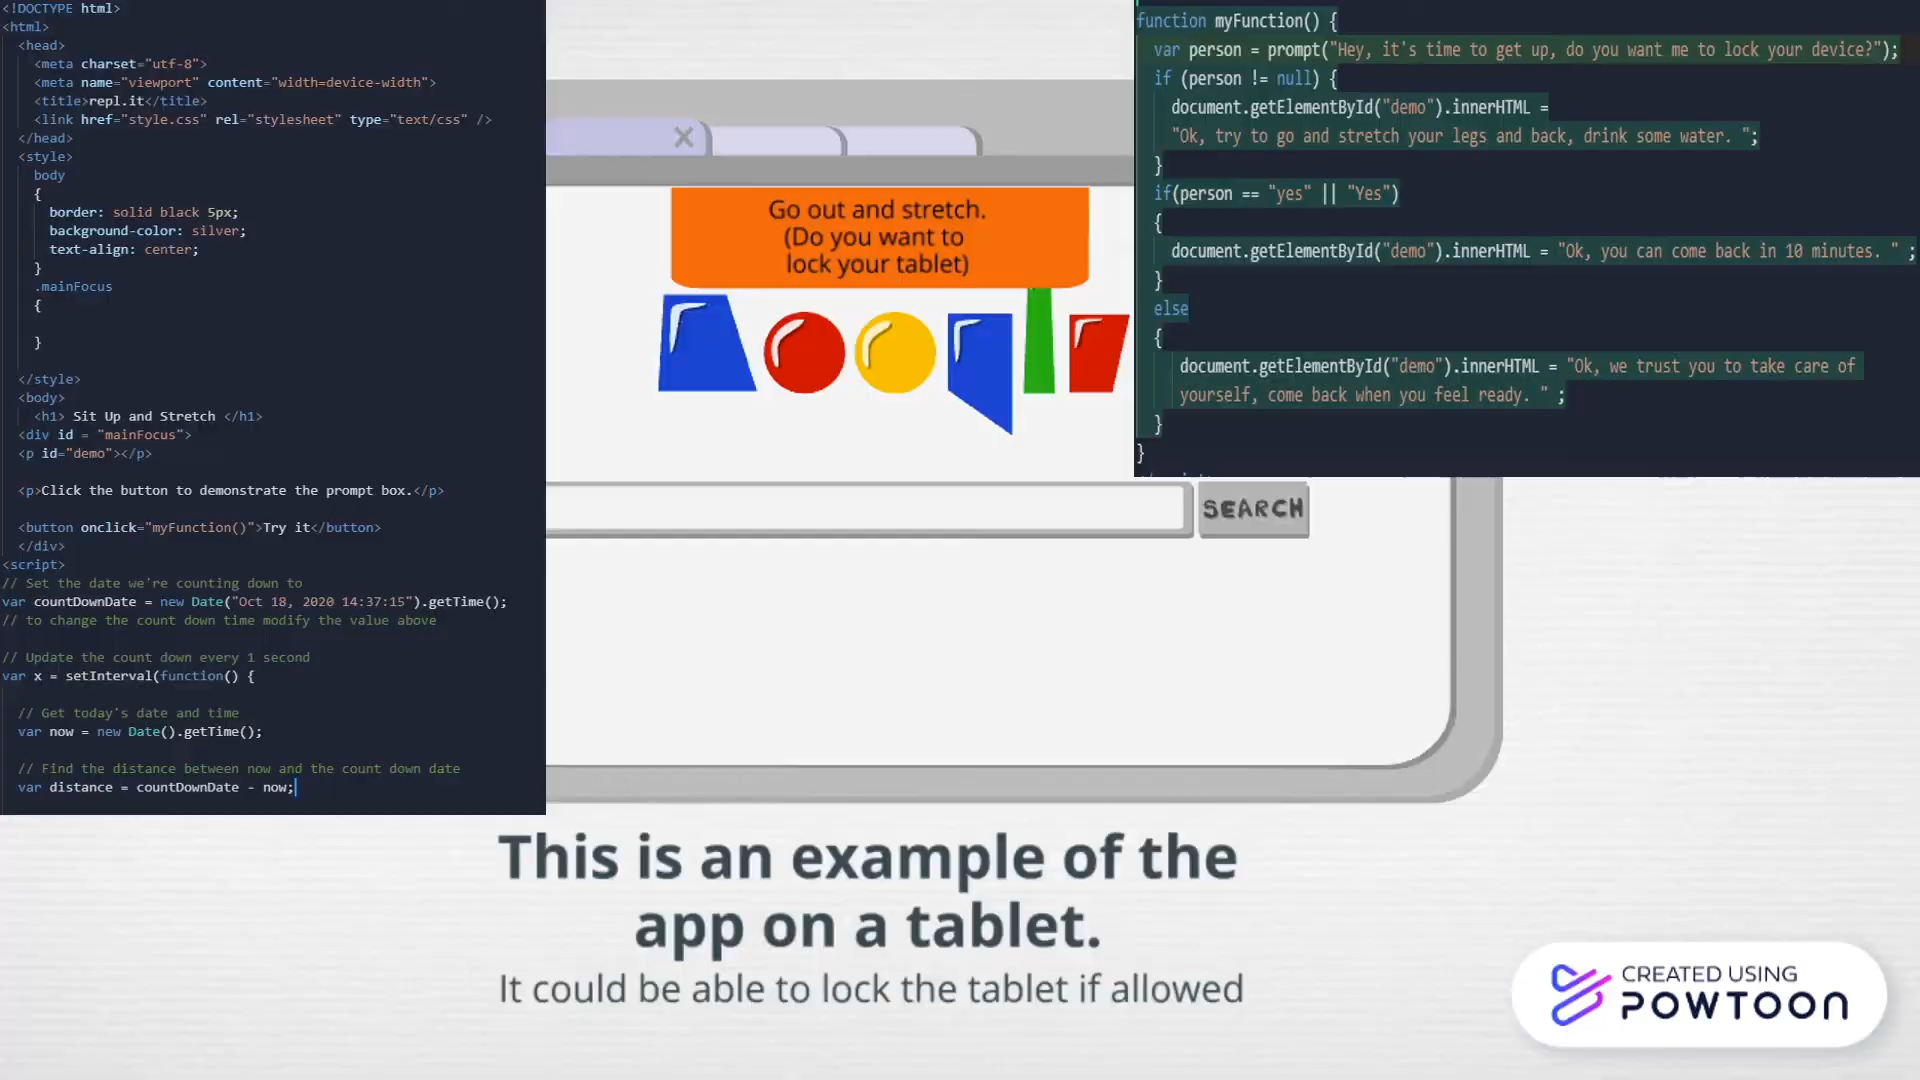 <!DOCTYPE html>
<html>
<head>
<meta charset="utf-8">
<meta name="viewport" content="width=device-width">
<title>repl.it</title>
<link href="style.css" rel="stylesheet" type="text/css" />
</head>
<style>
body
{
border: solid black 5px;
background-color: silver;
text-align: center;
}
.mainFocus
{
}
</style>
<body>
<h1> Sit Up and Stretch </h1>
<div id = "mainFocus">
<p id="demo"></p>
<p>Click the button to demonstrate the prompt box.</p>
<button onclick="myFunction()">Try it</button>
</div>
<script>
// Set the date we're counting down to
var countDownDate = new Date("Oct 18, 2020 14:37:15").getTime();
// to change the count down time modify the value above
// Update the count down every 1 second
var x = setInterval(function() {
// Get today's date and time
var now = new Date().getTime();
// Find the distance between now and the count down date
var distance = countDownDate - now;
Go out and stretch.
(Do you want to
lock your tablet)
SEARCH
function myFunction() {
var person = prompt("Hey, it's time to get up, do you want me to lock your device?");
if (person != null) {
document.getElementById("demo").innerHTML =
"Ok, try to go and stretch your legs and back, drink some water. ";
}
if(person == "yes" || "Yes")
{
document.getElementById("demo").innerHTML = "Ok, you can come back in 10 minutes. " ;
}
else
{
document.getElementById("demo").innerHTML = "Ok, we trust you to take care of
yourself, come back when you feel ready. " ;
}
}
This is an example of the
app on a tablet.
It could be able to lock the tablet if allowed
CREATED USING
POWTOON